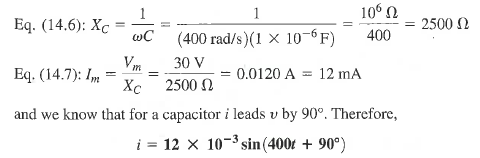 Eq. (14.6): X_C = 1/ωC = 1/((400 rad/s)(1 × 10⁻⁶ F)) = 10⁶ Ω/400 = 2500 Ω
Eq. (14.7): I_m = V_m/X_C = 30 V/2500 Ω = 0.0120 A = 12 mA
and we know that for a capacitor i leads v by 90°. Therefore,
i = 12 × 10⁻³ sin(400t + 90°)